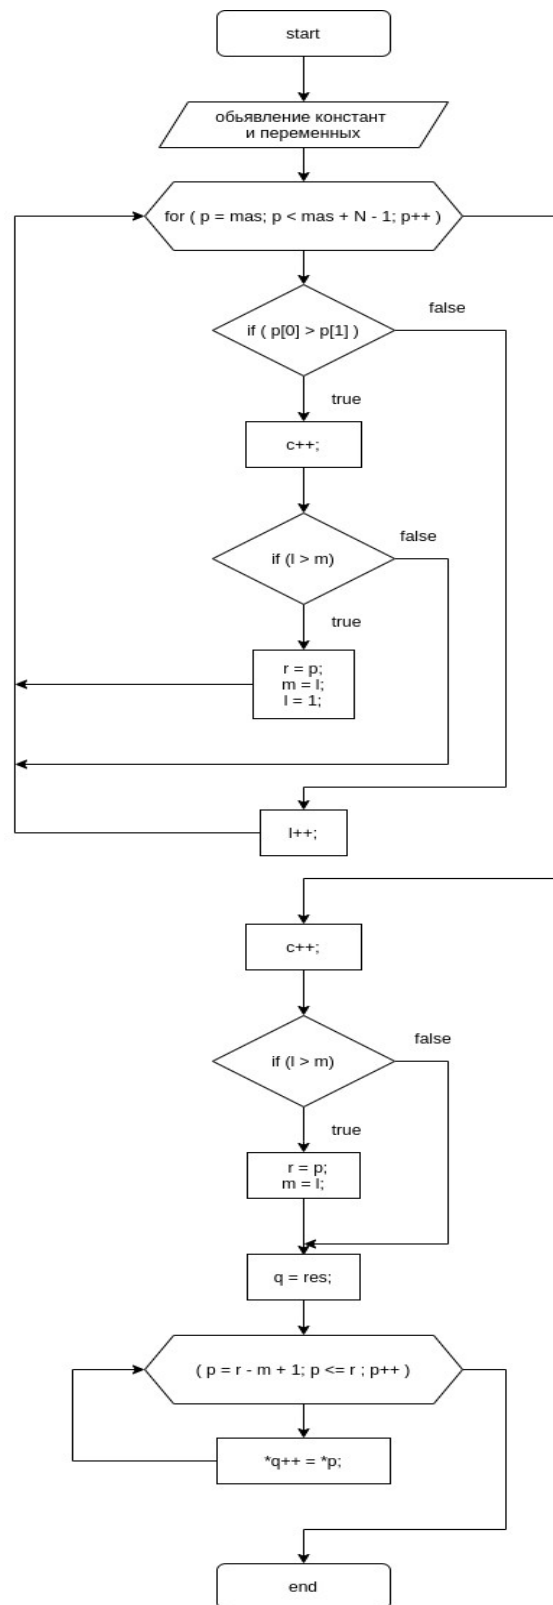 start
обьявление констант
и переменных
for ( p = mas; p < mas + N - 1; p++ )
false
if ( p[0] > p[1] )
true
c++;
false
if (l > m)
true
r = p;
m = l;
l = 1;
l++;
c++;
false
if (l > m)
true
r = p;
m = l;
q = res;
( p = r - m + 1; p <= r ; p++ )
*q++ = *p;
end